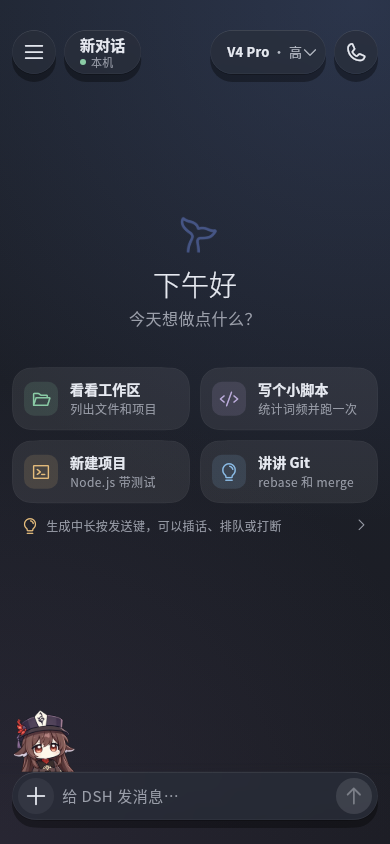 新对话
本机
V4 Pro · 高
下午好
今天想做点什么?
看看工作区
列出文件和项目
写个小脚本
统计词频并跑一次
新建项目
Node.js 带测试
讲讲 Git
rebase 和 merge
生成中长按发送键，可以插话、排队或打断
给 DSH 发消息…